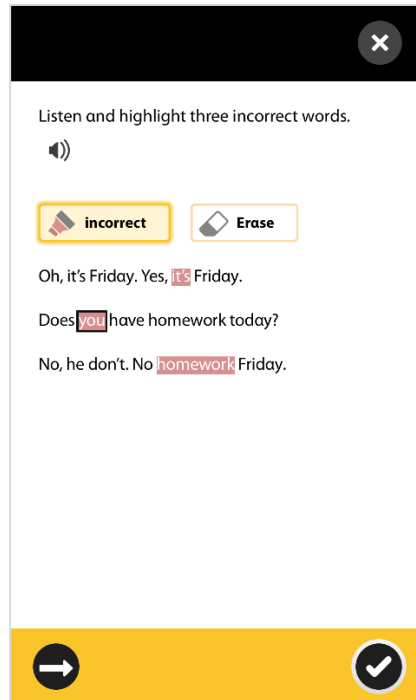 Listen and highlight three incorrect words.
incorrect
Erase
Oh, it's Friday. Yes, it's Friday.
Does you have homework today?
No, he don't. No homework Friday.